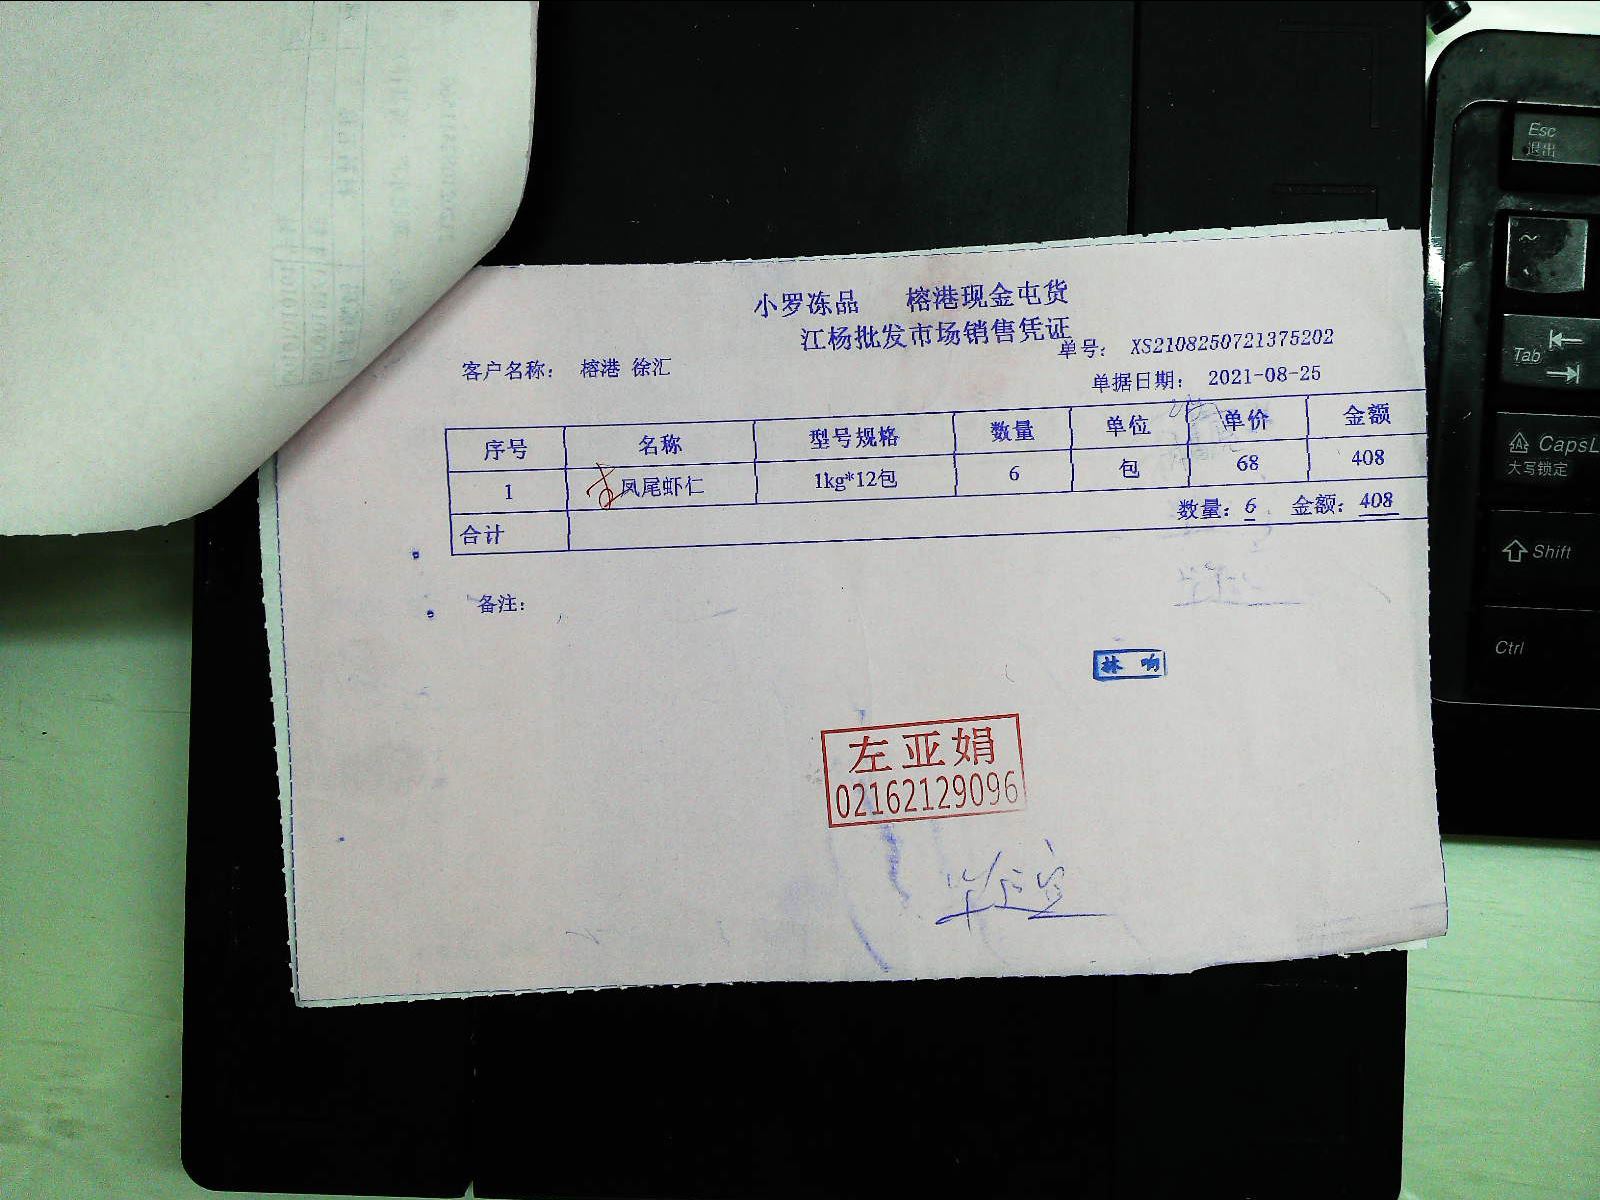 小罗冻品 榕港现金屯货
江杨批发市场销售凭证
单号： XS2108250721375202
客户名称： 榕港 徐汇
单据日期： 2021-08-25
序号 名称 型号规格 数量 单位 单价 金额
1 凤尾虾仁 1kg*12包 6 包 68 408
合计 数量：6 金额：408
备注：
林 响
左亚娟
02162129096
Esc
退出
~
Tab
CapsL
大写锁定
Shift
Ctrl